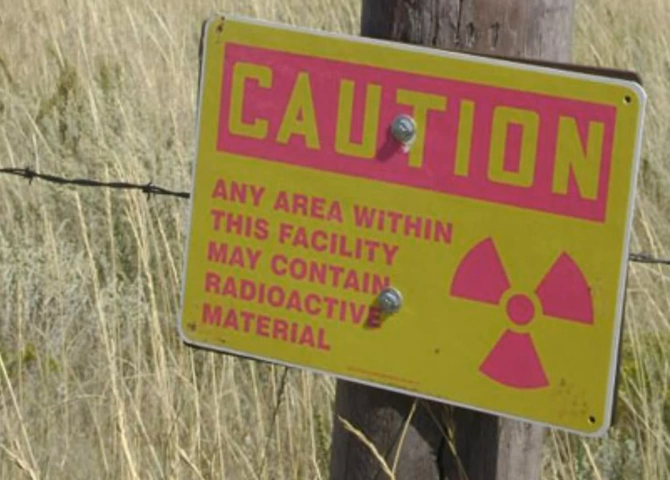 CAUTION
ANY AREA WITHIN
THIS FACILITY
MAY CONTAIN
RADIOACTIVE
MATERIAL